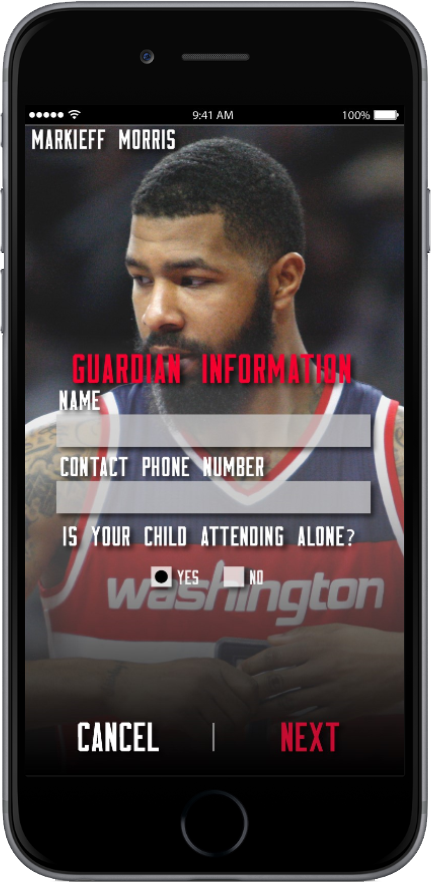 9:41 AM 100%
MARKIEFF MORRIS
GUARDIAN INFORMATION
NAME
CONTACT PHONE NUMBER
IS YOUR CHILD ATTENDING ALONE?
YES NO
washington
CANCEL | NEXT